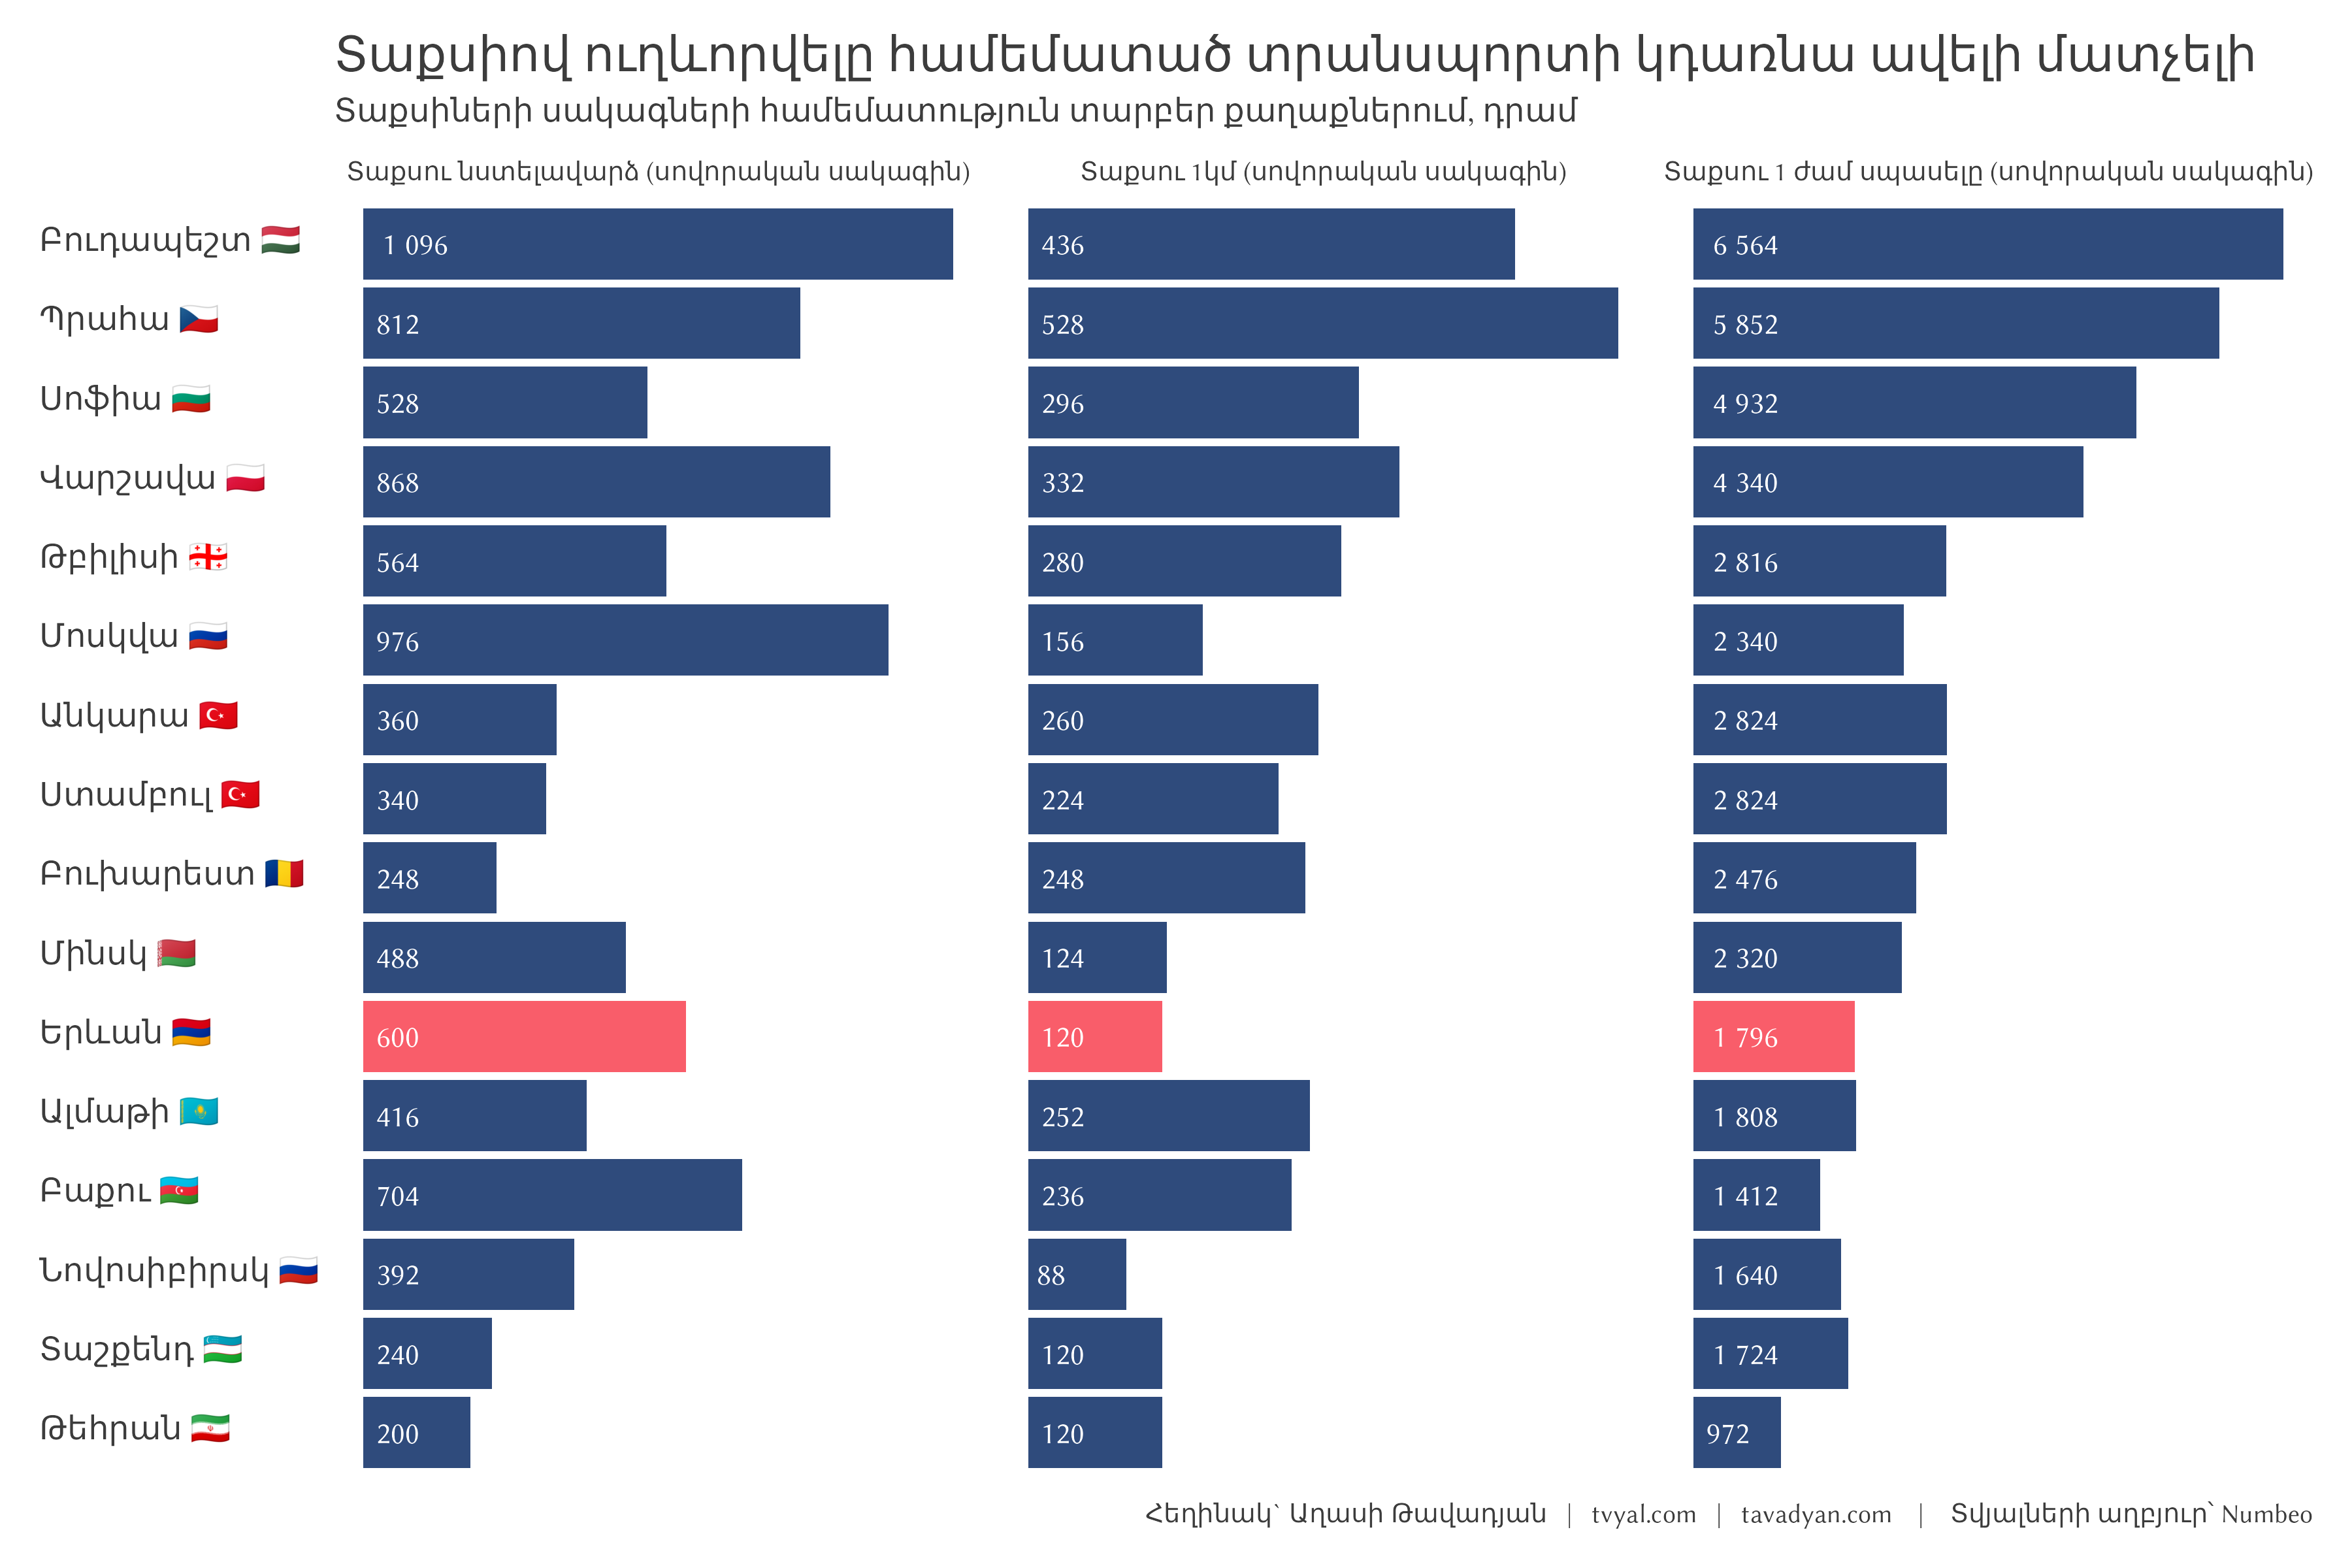 Տաքսիով ուղևորվելը համեմատած տրանսպորտի կդառնա ավելի մատչելի
Տաքսիների սակագների համեմատություն տարբեր քաղաքներում, դրամ
Տաքսու նստելավարձ (սովորական սակագին) Տաքսու 1կմ (սովորական սակագին) Տաքսու 1 ժամ սպասելը (սովորական սակագին)
Բուդապեշտ 🇭🇺 1 096 436 6 564
Պրահա 🇨🇿 812 528 5 852
Սոֆիա 🇧🇬 528 296 4 932
Վարշավա 🇵🇱 868 332 4 340
Թբիլիսի 🇬🇪 564 280 2 816
Մոսկվա 🇷🇺 976 156 2 340
Անկարա 🇹🇷 360 260 2 824
Ստամբուլ 🇹🇷 340 224 2 824
Բուխարեստ 🇷🇴 248 248 2 476
Մինսկ 🇧🇾 488 124 2 320
Երևան 🇦🇲 600 120 1 796
Ալմաթի 🇰🇿 416 252 1 808
Բաքու 🇦🇿 704 236 1 412
Նովոսիբիրսկ 🇷🇺 392 88 1 640
Տաշքենդ 🇺🇿 240 120 1 724
Թեհրան 🇮🇷 200 120 972
Հեղինակ` Աղասի Թավադյան | tvyal.com | tavadyan.com | Տվյալների աղբյուր` Numbeo